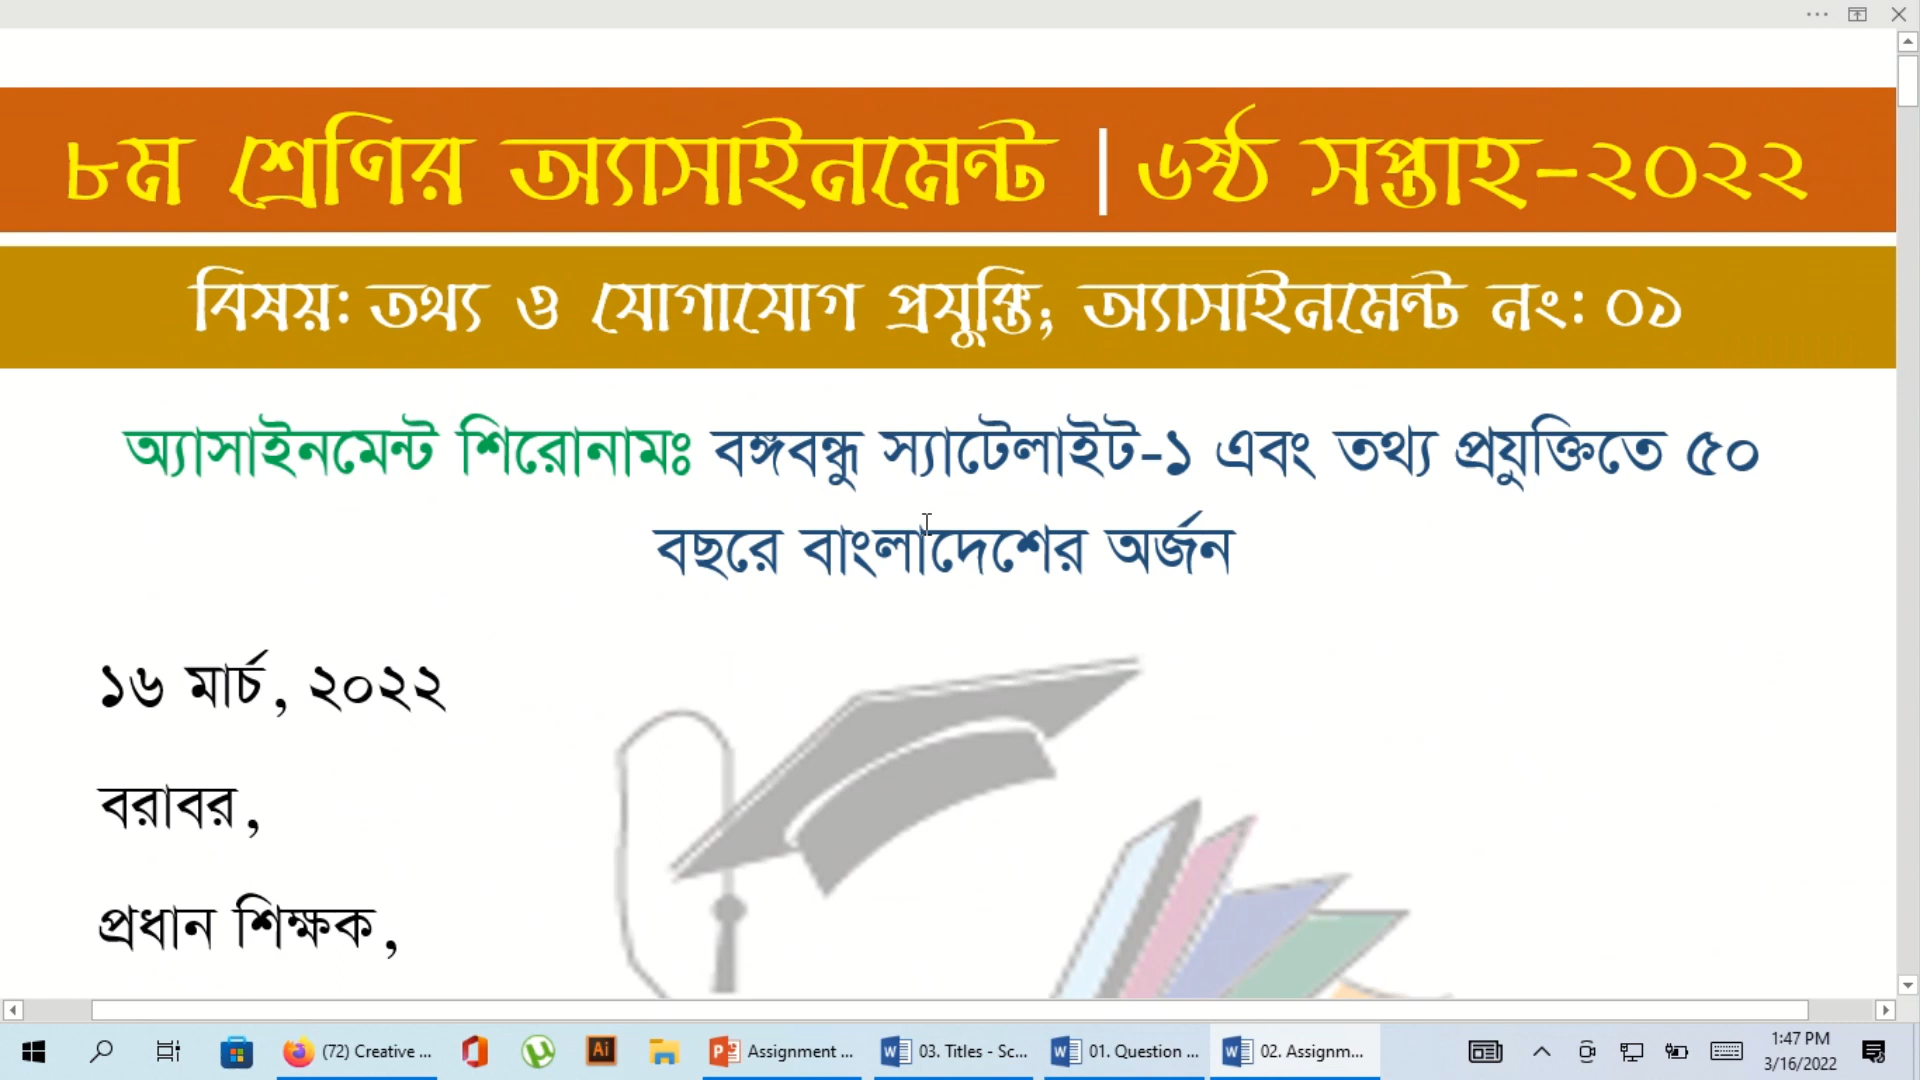 ৮ম শ্রেণির অ্যাসাইনমেন্ট | ৬ষ্ঠ সপ্তাহ-২০২২
বিষয়: তথ্য ও যোগাযোগ প্রযুক্তি; অ্যাসাইনমেন্ট নং: ০১
অ্যাসাইনমেন্ট শিরোনামঃ বঙ্গবন্ধু স্যাটেলাইট-১ এবং তথ্য প্রযুক্তিতে ৫০
বছরে বাংলাদেশের অর্জন
১৬ মার্চ, ২০২২
বরাবর,
প্রধান শিক্ষক,
(72) Creative ... Ai Assignment ... 03. Titles - Sc... 01. Question ... 02. Assignm... 1:47 PM
3/16/2022